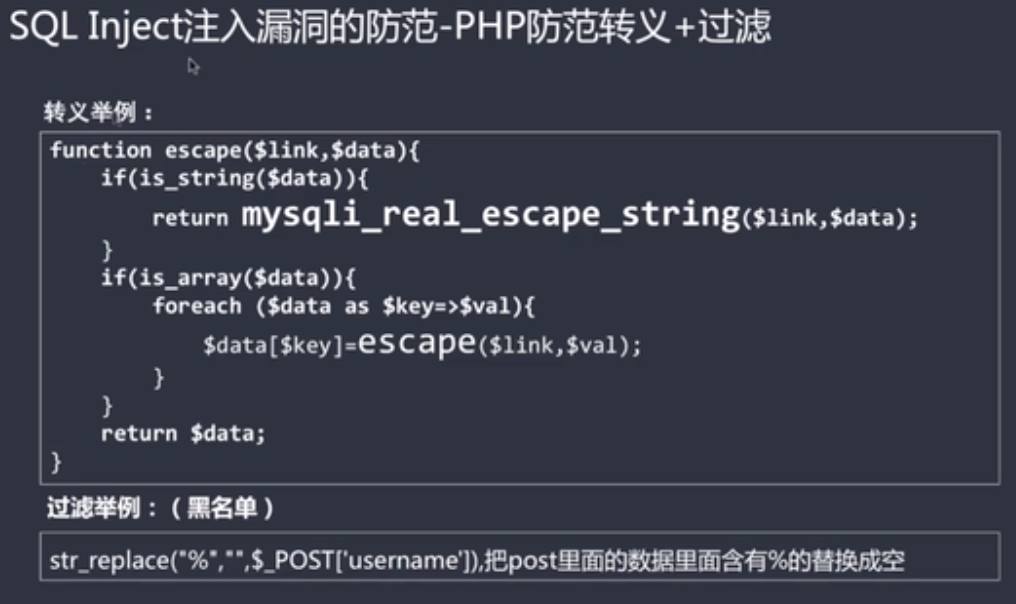 SQL Inject注入漏洞的防范-PHP防范转义+过滤
转义举例：
function escape($link,$data){
if(is_string($data)){
return mysqli_real_escape_string($link,$data);
}
if(is_array($data)){
foreach ($data as $key=>$val){
$data[$key]=escape($link,$val);
}
}
return $data;
}
过滤举例：（黑名单）
str_replace("%","",$_POST['username']),把post里面的数据里面含有%的替换成空